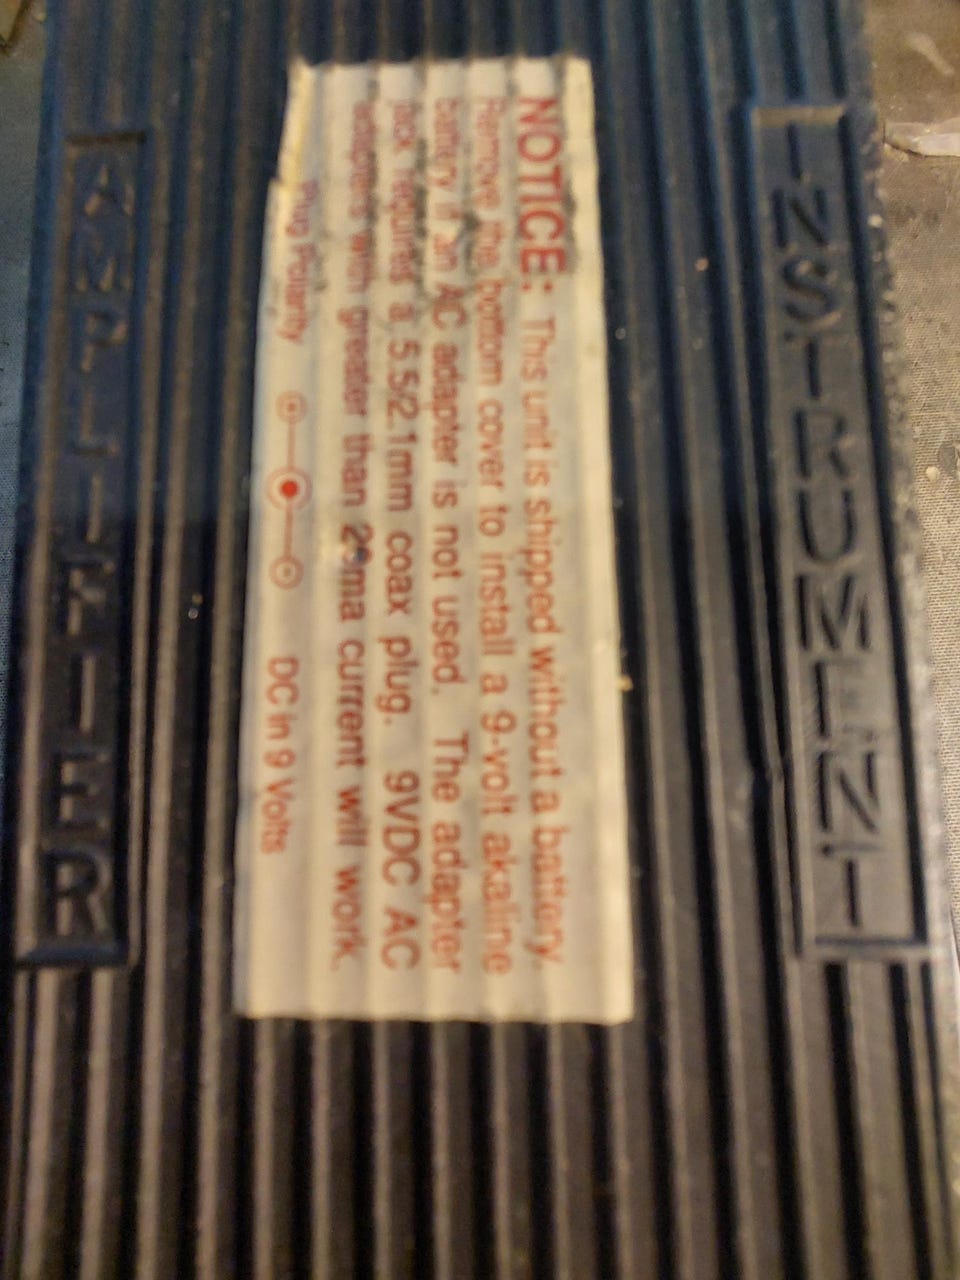 INSTRUMENT
NOTICE: This unit is shipped without a battery.
Remove the bottom cover to install a 9-volt akaline
battery if an AC adapter is not used. The adapter
jack requires a 5.5/2.1mm coax plug. 9VDC AC
adapters with greater than 20ma current will work.
Plug Polarity DC in 9 Volts
AMPLIFIER